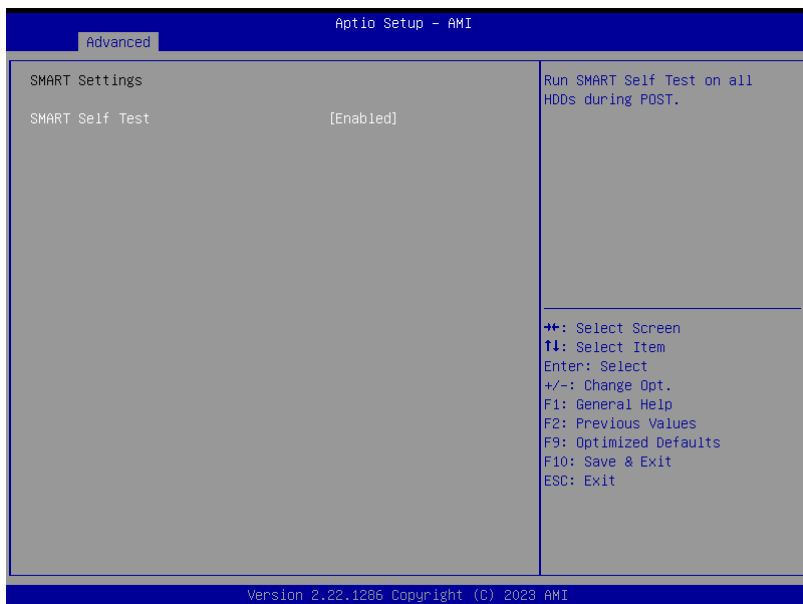 Aptio Setup – AMI
Advanced
SMART Settings
SMART Self Test [Enabled]
Run SMART Self Test on all
HDDs during POST.
→←: Select Screen
↑↓: Select Item
Enter: Select
+/-: Change Opt.
F1: General Help
F2: Previous Values
F9: Optimized Defaults
F10: Save & Exit
ESC: Exit
Version 2.22.1286 Copyright (C) 2023 AMI